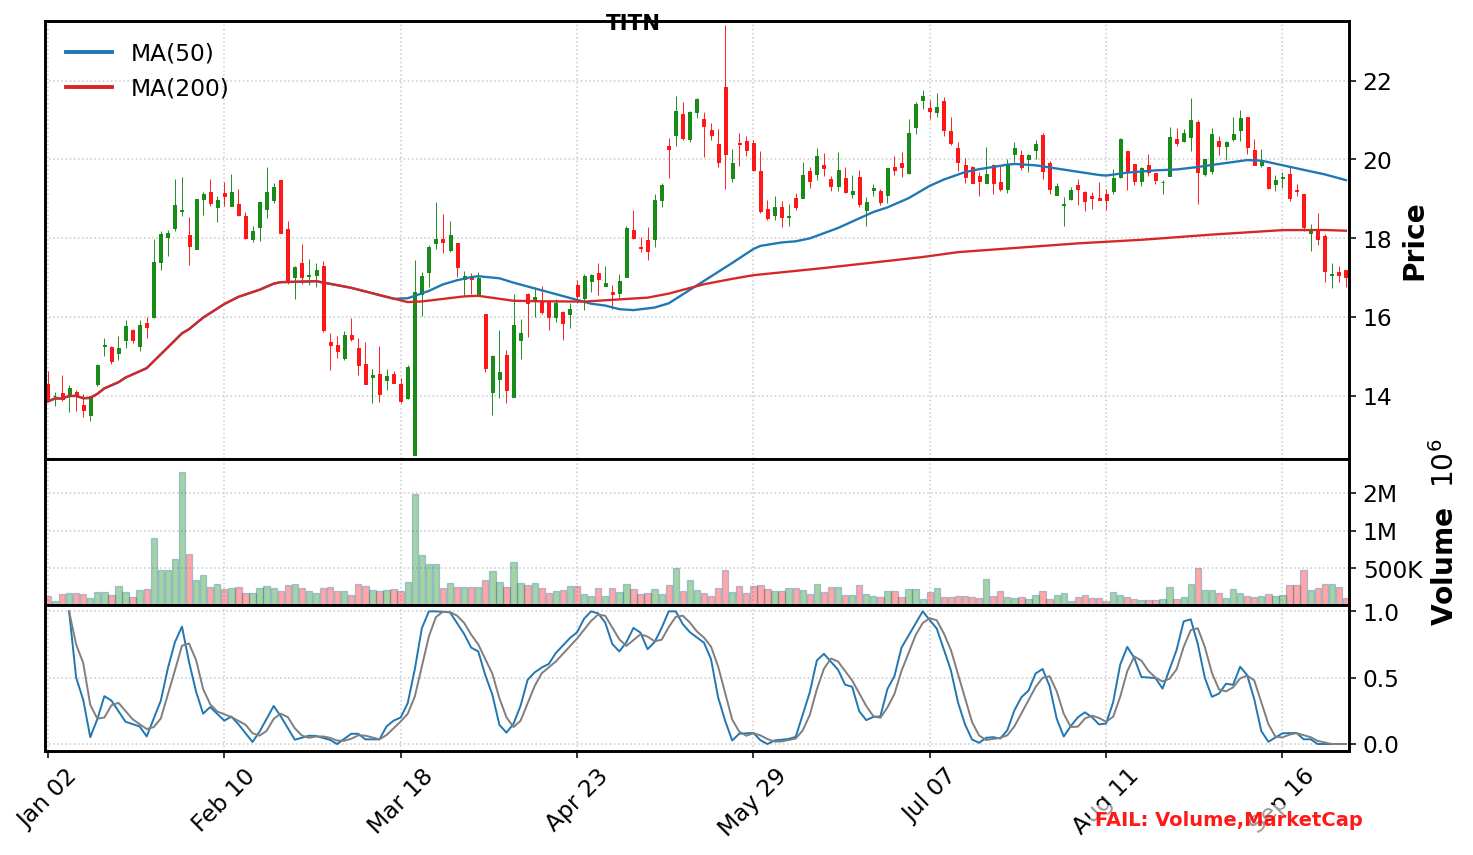 TITN
MA(50)
MA(200)
22
20
18
16
14
Price
2M
1M
500K
Volume 10^6
1.0
0.5
0.0
Jan 02
Feb 10
Mar 18
Apr 23
May 29
Jul 07
Aug 11
Sep 16
FAIL: Volume,MarketCap